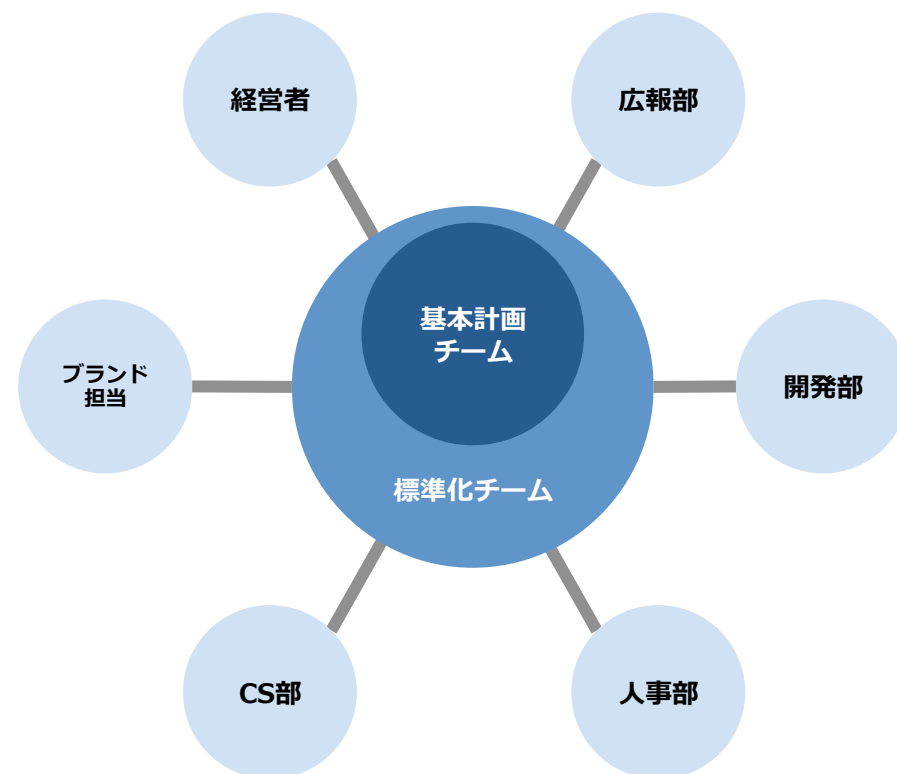 経営者
広報部
基本計画
チーム
ブランド
担当
開発部
標準化チーム
CS部
人事部